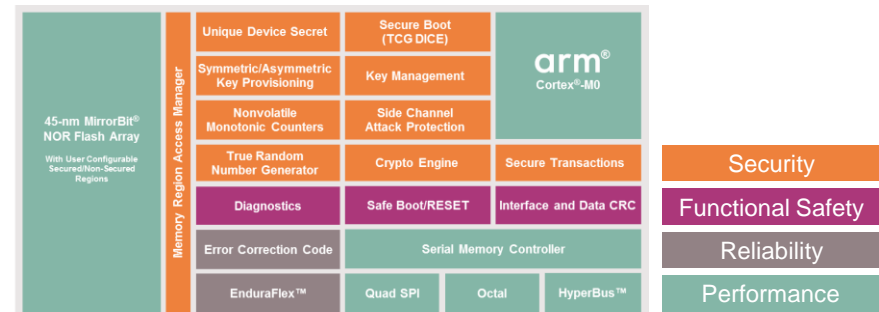 45-nm MirrorBit®
NOR Flash Array
With User Configurable
Secured/Non-Secured
Regions
Memory Region Access Manager
Unique Device Secret
Secure Boot
(TCG DICE)
arm®
Cortex®-M0
Symmetric/Asymmetric
Key Provisioning
Key Management
Nonvolatile
Monotonic Counters
Side Channel
Attack Protection
True Random
Number Generator
Crypto Engine
Secure Transactions
Diagnostics
Safe Boot/RESET
Interface and Data CRC
Error Correction Code
Serial Memory Controller
EnduraFlex™
Quad SPI
Octal
HyperBus™
Security
Functional Safety
Reliability
Performance